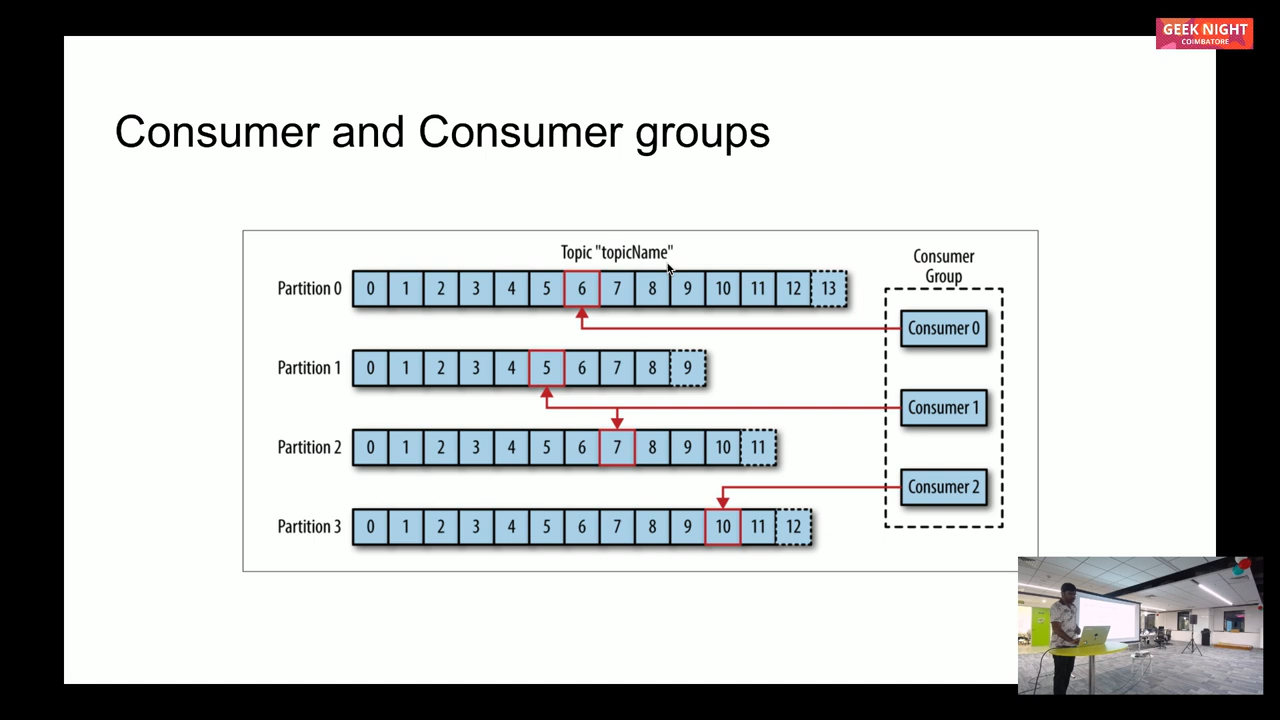 GEEK NIGHT
COIMBATORE
Consumer and Consumer groups
Topic "topicName"
Consumer
Group
Partition 0 0 1 2 3 4 5 6 7 8 9 10 11 12 13
Consumer 0
Partition 1 0 1 2 3 4 5 6 7 8 9
Consumer 1
Partition 2 0 1 2 3 4 5 6 7 8 9 10 11
Consumer 2
Partition 3 0 1 2 3 4 5 6 7 8 9 10 11 12